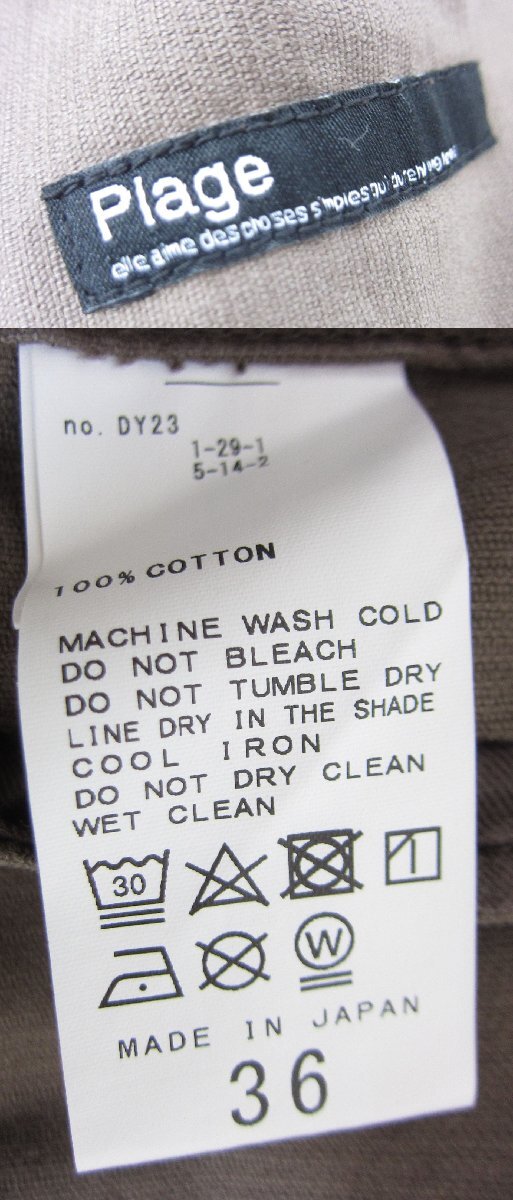 Plage
elle aime des choses simples qui
no. DY23
1-29-1
5-14-2
100% COTTON
MACHINE WASH COLD
DO NOT BLEACH
DO NOT TUMBLE DRY
LINE DRY IN THE SHADE
COOL IRON
DO NOT DRY CLEAN
WET CLEAN
30
W
MADE IN JAPAN
36